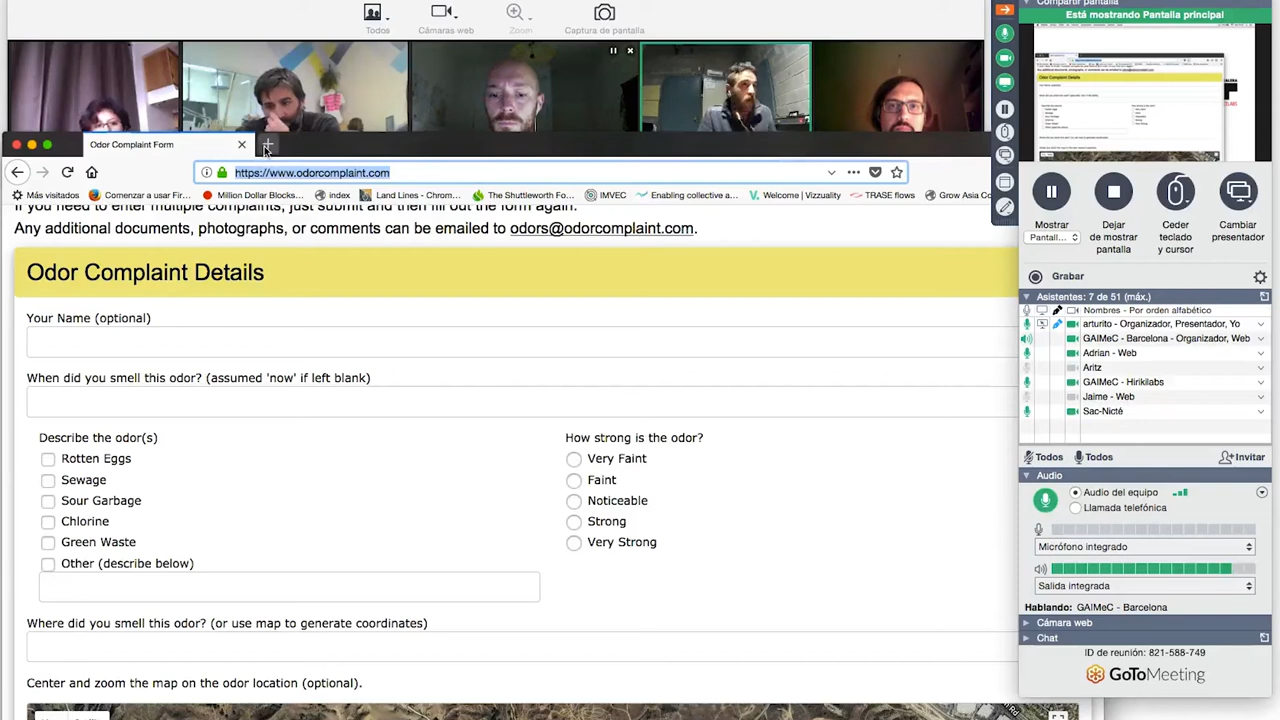 Todos
Cámaras web
Zoom
Captura de pantalla
Odor Complaint Form
https://www.odorcomplaint.com
Más visitados
Comenzar a usar Fir...
Million Dollar Blocks...
index
Land Lines - Chrom...
The Shuttleworth Fo...
IMVEC
Enabling collective a...
Welcome | Vizzuality
TRASE flows
Grow Asia Co
If you need to enter multiple complaints, just submit and then fill out the form again.
Any additional documents, photographs, or comments can be emailed to odors@odorcomplaint.com.
Odor Complaint Details
Your Name (optional)
When did you smell this odor? (assumed 'now' if left blank)
Describe the odor(s)
Rotten Eggs
Sewage
Sour Garbage
Chlorine
Green Waste
Other (describe below)
How strong is the odor?
Very Faint
Faint
Noticeable
Strong
Very Strong
Where did you smell this odor? (or use map to generate coordinates)
Center and zoom the map on the odor location (optional).
Compartir pantalla
Está mostrando Pantalla principal
Odor Complaint Details
Mostrar
Pantall...
Dejar
de mostrar
pantalla
Ceder
teclado
y cursor
Cambiar
presentador
Grabar
Asistentes: 7 de 51 (máx.)
Nombres - Por orden alfabético
arturito - Organizador, Presentador, Yo
GAIMeC - Barcelona - Organizador, Web
Adrian - Web
Aritz
GAIMeC - Hirikilabs
Jaime - Web
Sac-Nicté
Todos
Todos
Invitar
Audio
Audio del equipo
Llamada telefónica
Micrófono integrado
Salida integrada
Hablando: GAIMeC - Barcelona
Cámara web
Chat
ID de reunión: 821-588-749
GoToMeeting